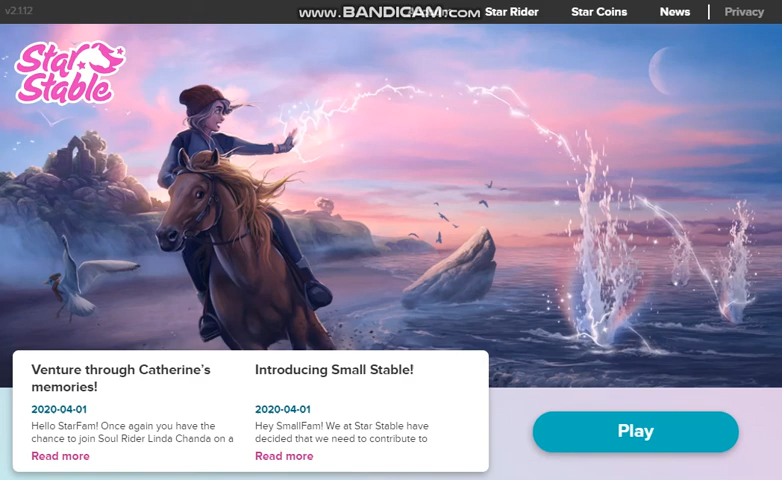 v2.1.12
www.BANDICAM.com
Star Rider
Star Coins
News
Privacy
Star
Stable
Venture through Catherine's
memories!
2020-04-01
Hello StarFam! Once again you have the
chance to join Soul Rider Linda Chanda on a
Read more
Introducing Small Stable!
2020-04-01
Hey SmallFam! We at Star Stable have
decided that we need to contribute to
Read more
Play